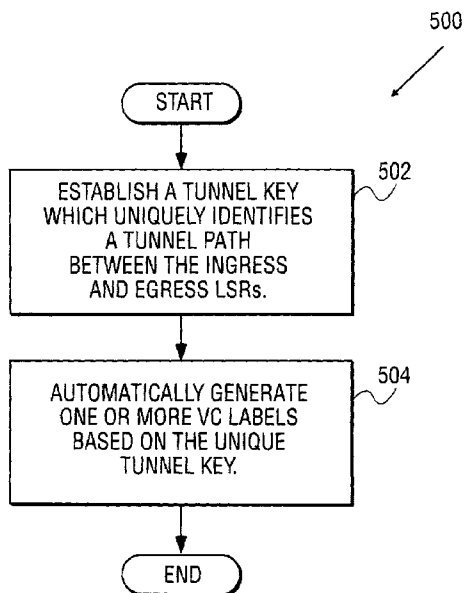 500
START
502
ESTABLISH A TUNNEL KEY
WHICH UNIQUELY IDENTIFIES
A TUNNEL PATH
BETWEEN THE INGRESS
AND EGRESS LSRs.
504
AUTOMATICALLY GENERATE
ONE OR MORE VC LABELS
BASED ON THE UNIQUE
TUNNEL KEY.
END